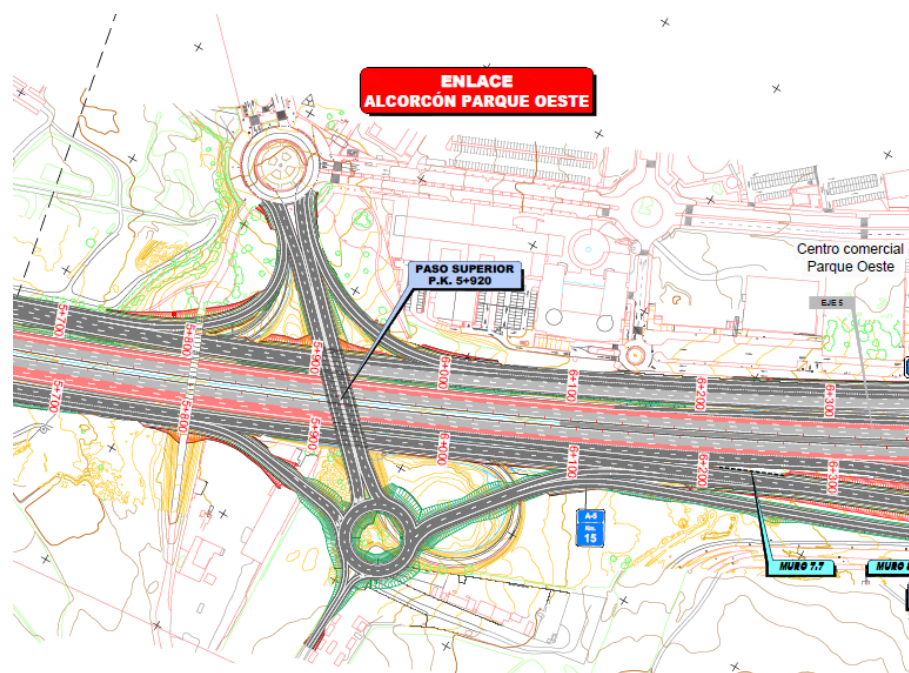 ENLACE
ALCORCÓN PARQUE OESTE
PASO SUPERIOR
P.K. 5+920
Centro comercial
Parque Oeste
EJE 5
5+700
5+800
5+900
6+000
6+100
6+200
6+300
5+700
5+800
5+900
6+000
6+100
6+200
6+300
A-5
Km.
15
MURO 7.7
MURO